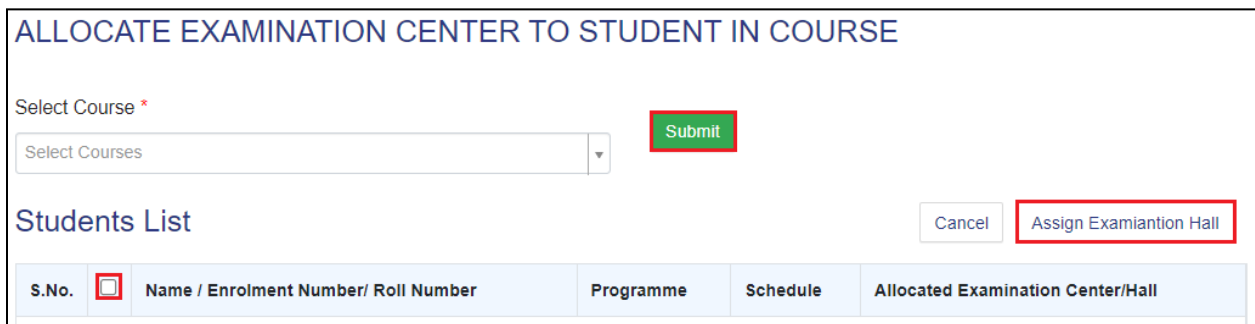 ALLOCATE EXAMINATION CENTER TO STUDENT IN COURSE
Select Course *
Select Courses
Submit
Students List
Cancel
Assign Examiantion Hall
S.No. Name / Enrolment Number/ Roll Number Programme Schedule Allocated Examination Center/Hall